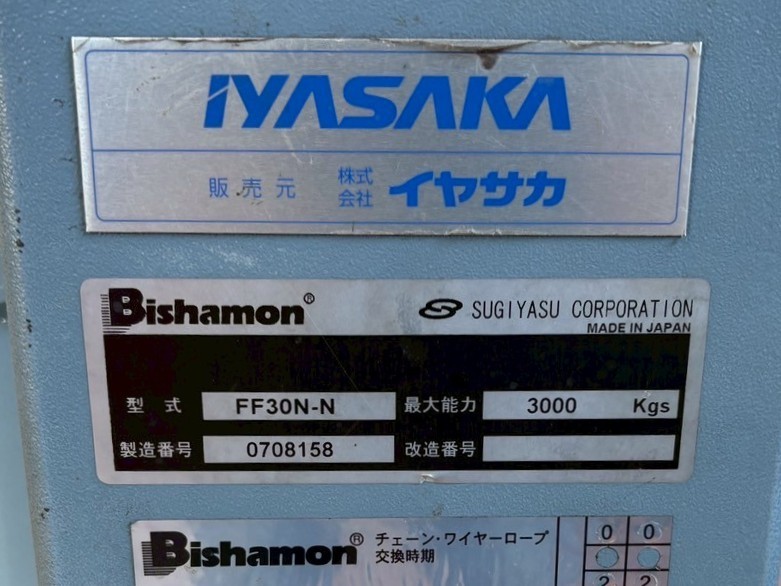 IYASAKA
販売元 株式会社 イヤサカ
Bishamon® SUGIYASU CORPORATION
MADE IN JAPAN
型式 FF30N-N 最大能力 3000 Kgs
製造番号 0708158 改造番号
Bishamon® チェーン・ワイヤーロープ 0 0
交換時期
2 2